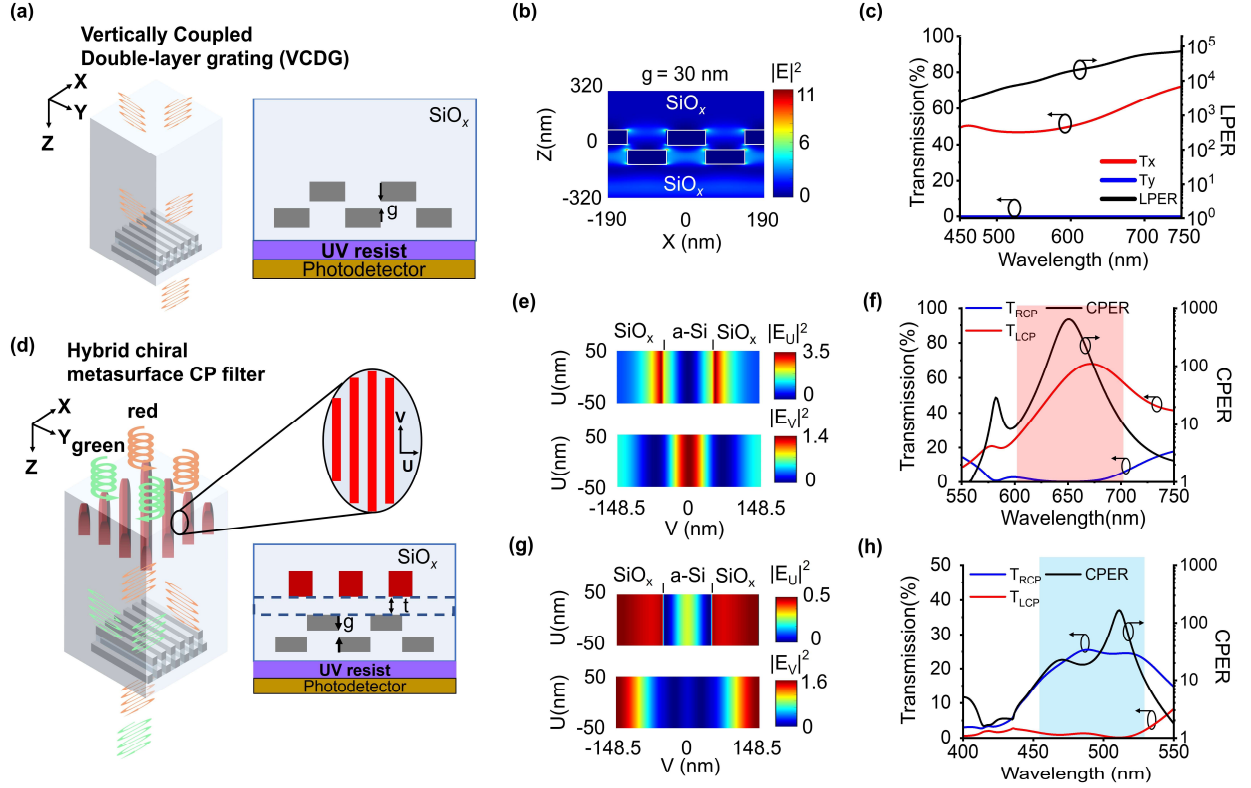 (a)
Vertically Coupled
Double-layer grating (VCDG)
X
Y
Z
SiOx
g
UV resist
Photodetector
(b)
g = 30 nm
|E|²
320
0
-320
Z(nm)
SiOx
SiOx
-190 0 190
X (nm)
11
8
4
0
(c)
Transmission(%)
100
80
60
40
20
0
10⁵
10⁴
10³
10²
10¹
10⁰
LPER
Tx
Ty
LPER
450 500 600 700 750
Wavelength (nm)
(d)
Hybrid chiral
metasurface CP filter
X
Y
Z
red
green
V
U
SiOx
t
g
UV resist
Photodetector
(e)
SiOx a-Si SiOx
|EU|²
50
-50
U(nm)
3.5
0
|EV|²
50
-50
U(nm)
1.4
0
-148.5 0 148.5
V (nm)
(f)
Transmission(%)
100
80
60
40
20
0
1000
100
10
1
CPER
TRCP
TLCP
CPER
550 600 650 700 750
Wavelength(nm)
(g)
SiOx a-Si SiOx
|EU|²
50
-50
U(nm)
0.5
0
|EV|²
50
-50
U(nm)
1.6
0
-148.5 0 148.5
V (nm)
(h)
Transmission(%)
50
40
30
20
10
0
1000
100
10
1
CPER
TRCP
TLCP
CPER
400 450 500 550
Wavelength (nm)